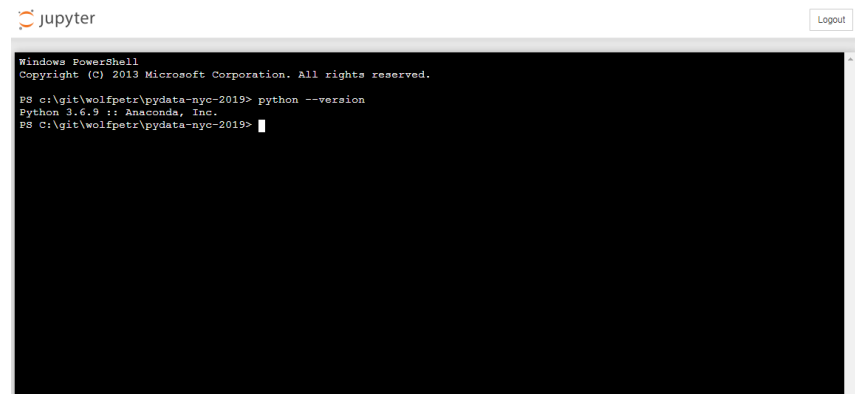 jupyter
Logout
Windows PowerShell
Copyright (C) 2013 Microsoft Corporation. All rights reserved.
PS c:\git\wolfpetr\pydata-nyc-2019> python --version
Python 3.6.9 :: Anaconda, Inc.
PS C:\git\wolfpetr\pydata-nyc-2019>